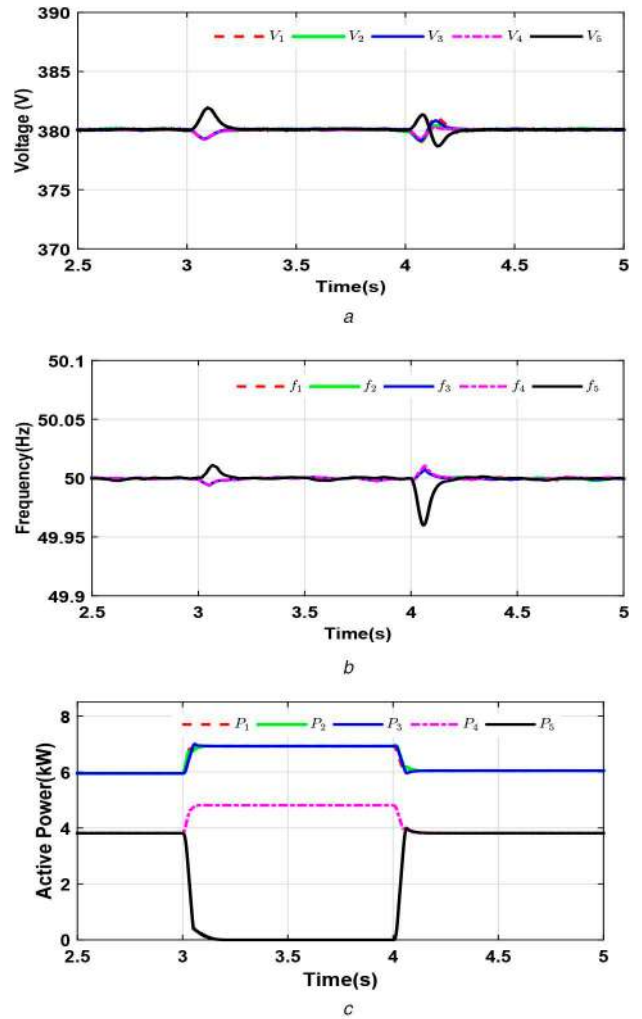 390
385
380
375
370
Voltage (V)
V1 V2 V3 V4 V5
2.5 3 3.5 4 4.5 5
Time(s)
a
50.1
50.05
50
49.95
49.9
Frequency(Hz)
f1 f2 f3 f4 f5
2.5 3 3.5 4 4.5 5
Time(s)
b
8
6
4
2
0
Active Power(kW)
P1 P2 P3 P4 P5
2.5 3 3.5 4 4.5 5
Time(s)
c